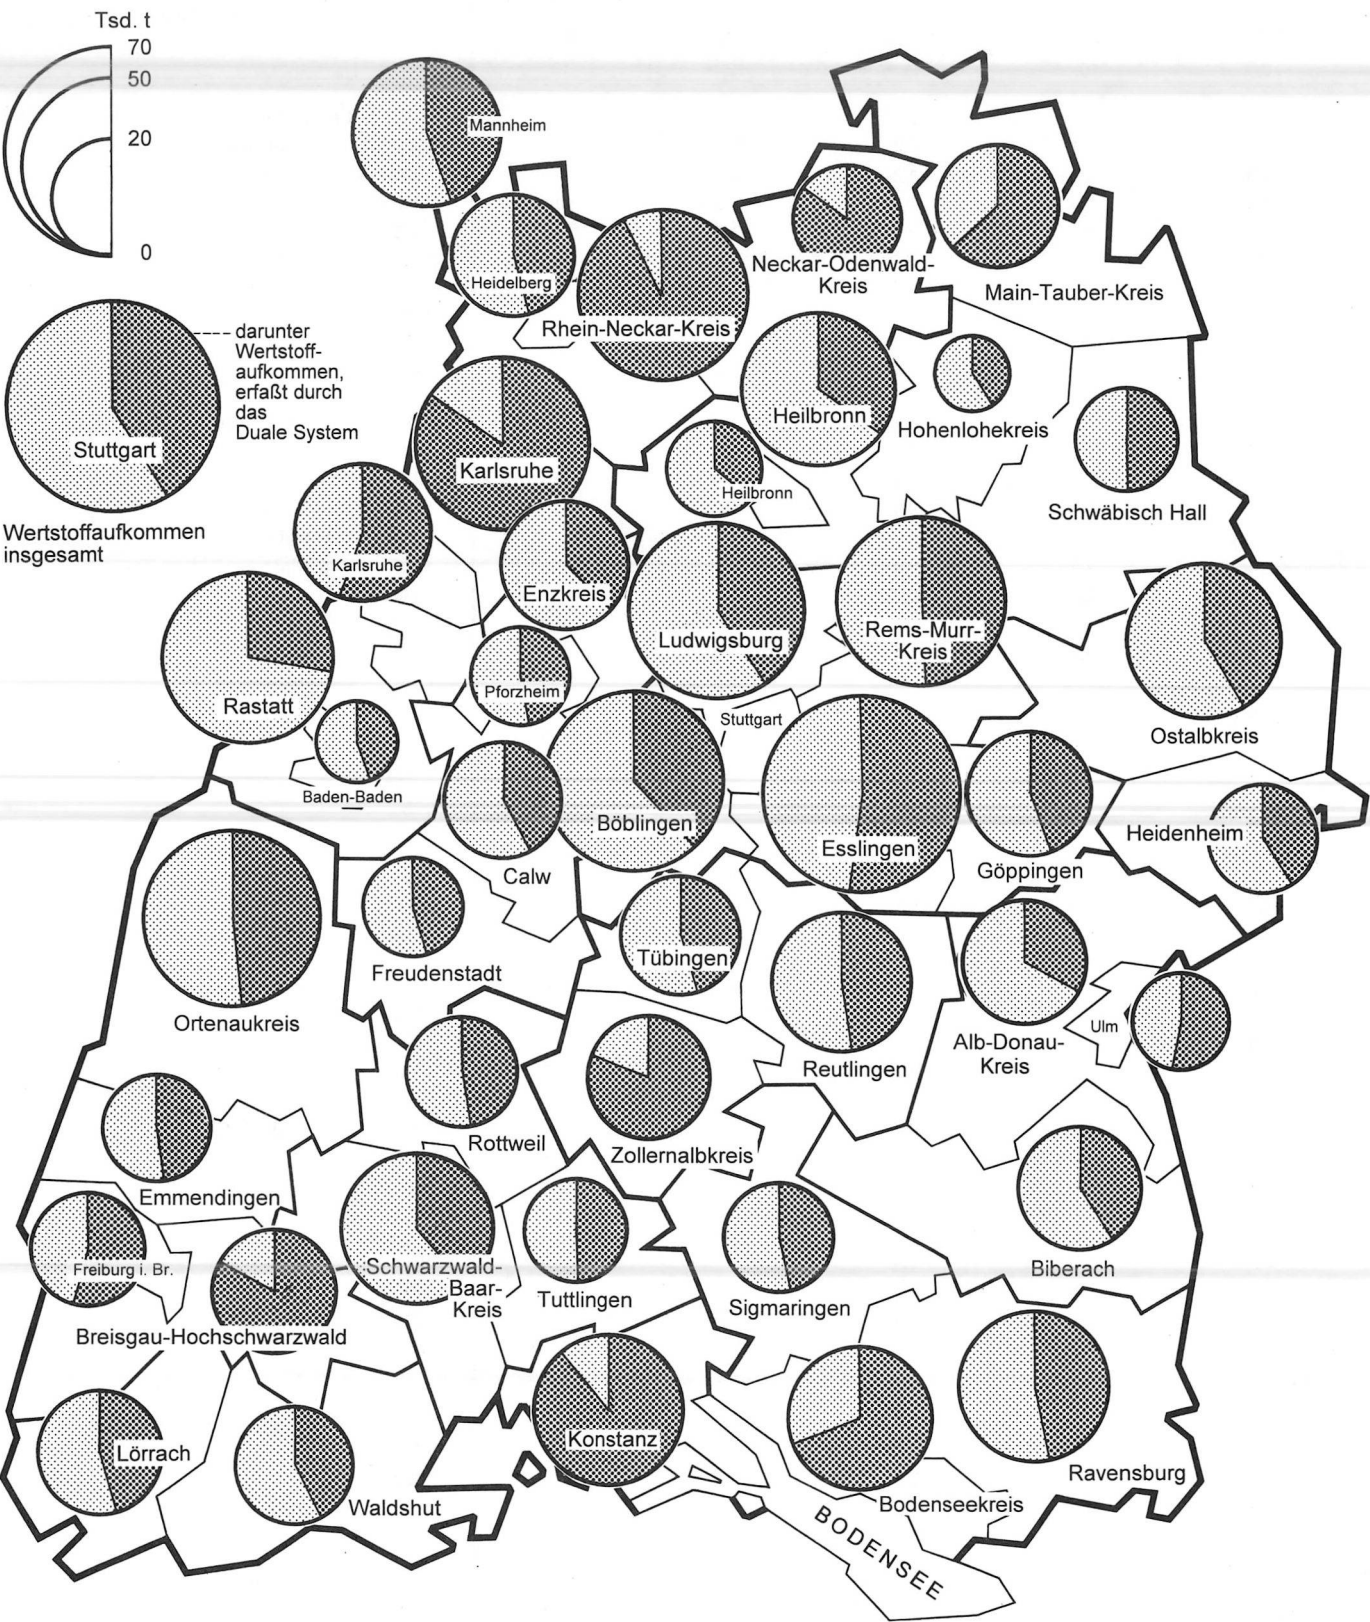 Tsd. t
70
50
20
0
Stuttgart
darunter
Wertstoff-
aufkommen,
erfaßt durch
das
Duale System
Wertstoffaufkommen
insgesamt
Mannheim
Heidelberg
Rhein-Neckar-Kreis
Neckar-Odenwald-
Kreis
Main-Tauber-Kreis
Karlsruhe
Heilbronn
Hohenlohekreis
Heilbronn
Schwäbisch Hall
Karlsruhe
Enzkreis
Ludwigsburg
Rems-Murr-
Kreis
Rastatt
Pforzheim
Stuttgart
Ostalbkreis
Baden-Baden
Calw
Böblingen
Esslingen
Göppingen
Heidenheim
Freudenstadt
Tübingen
Ortenaukreis
Reutlingen
Alb-Donau-
Kreis
Ulm
Rottweil
Zollernalbkreis
Emmendingen
Freiburg i. Br.
Schwarzwald-
Baar-
Kreis
Tuttlingen
Sigmaringen
Biberach
Breisgau-Hochschwarzwald
Lörrach
Waldshut
Konstanz
Bodenseekreis
Ravensburg
BODENSEE